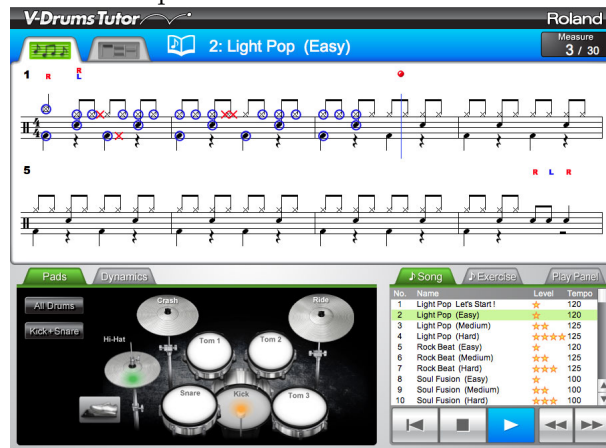 V-Drums Tutor Roland
2: Light Pop (Easy)
Measure
3 / 30
1 R R
L
4
4
5 R L R
Pads Dynamics
All Drums
Kick+Snare
Crash Ride
Hi-Hat
Tom 1 Tom 2
Snare Kick Tom 3
Song Exercise Play Panel
No. Name Level Tempo
1 Light Pop Let's Start ! 120
2 Light Pop (Easy) 120
3 Light Pop (Medium) 125
4 Light Pop (Hard) 125
5 Rock Beat (Easy) 120
6 Rock Beat (Medium) 125
7 Rock Beat (Hard) 125
8 Soul Fusion (Easy) 100
9 Soul Fusion (Medium) 100
10 Soul Fusion (Hard) 100